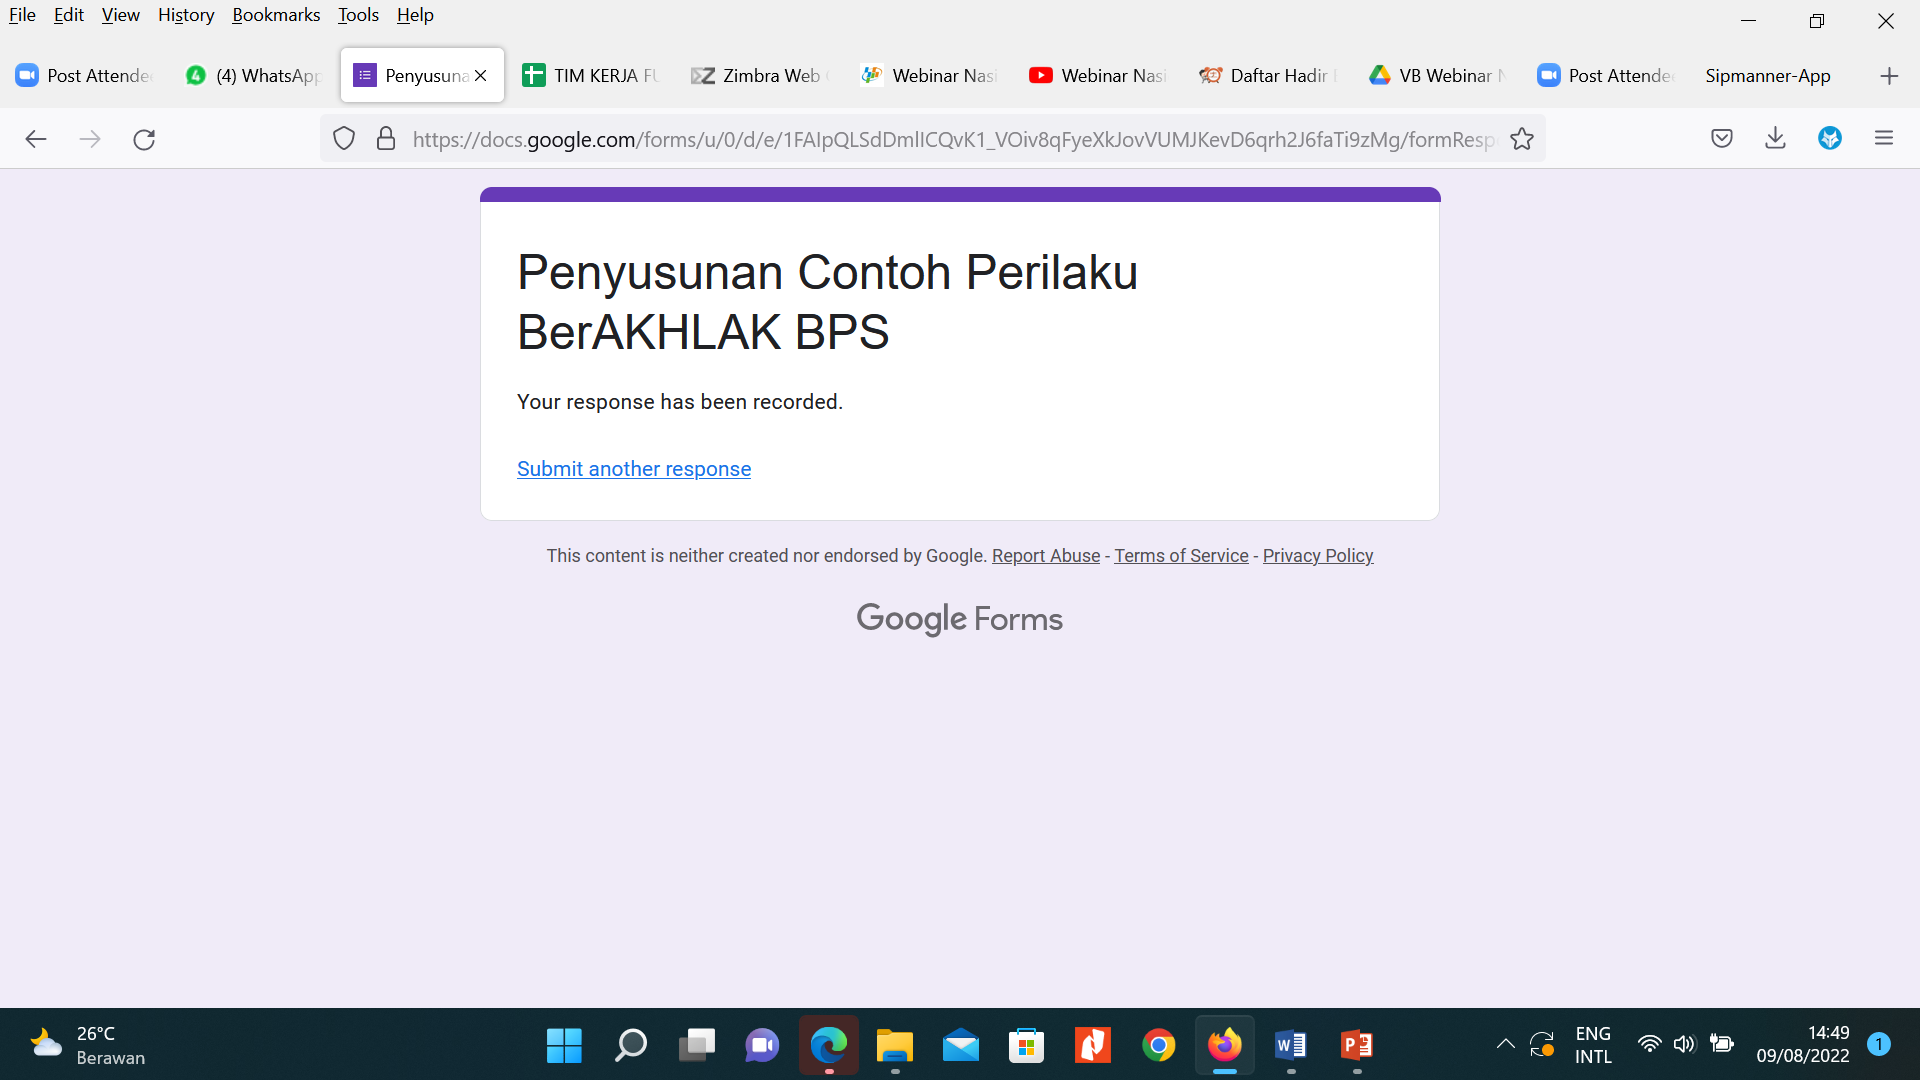 File Edit View History Bookmarks Tools Help
Post Attende (4) WhatsApp Penyusuna TIM KERJA FU Zimbra Web Webinar Nasi Webinar Nasi Daftar Hadir VB Webinar N Post Attende Sipmanner-App
https://docs.google.com/forms/u/0/d/e/1FAIpQLSdDmlICQvK1_VOiv8qFyeXkJovVUMJKevD6qrh2J6faTi9zMg/formResp
Penyusunan Contoh Perilaku
BerAKHLAK BPS
Your response has been recorded.
Submit another response
This content is neither created nor endorsed by Google. Report Abuse - Terms of Service - Privacy Policy
Google Forms
26°C
Berawan
ENG
INTL
14:49
09/08/2022
1